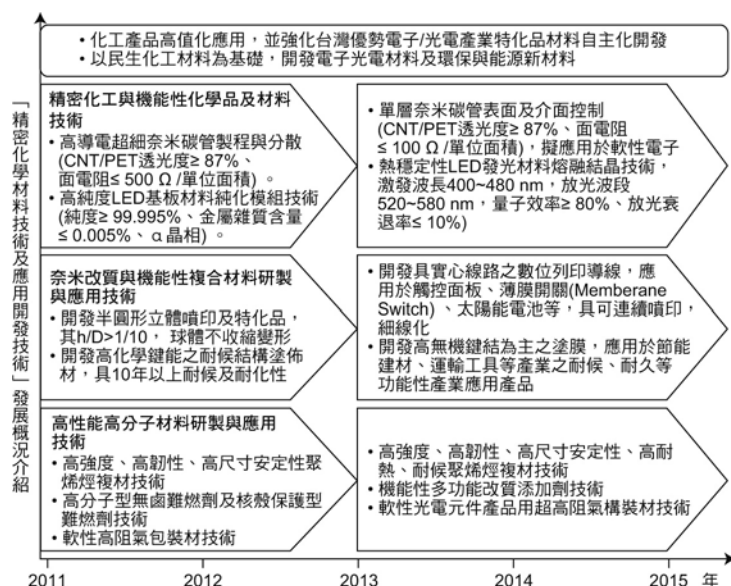 • 化工產品高值化應用，並強化台灣優勢電子/光電產業特化品材料自主化開發
• 以民生化工材料為基礎，開發電子光電材料及環保與能源新材料
「精密化學材料技術及應用開發技術」發展概況介紹
精密化工與機能性化學品及材料
技術
• 高導電超細奈米碳管製程與分散
(CNT/PET透光度≥ 87%、
面電阻≤ 500 Ω /單位面積) 。
• 高純度LED基板材料純化模組技術
(純度≥ 99.995%、金屬雜質含量
≤ 0.005%、α晶相) 。
• 單層奈米碳管表面及介面控制
(CNT/PET透光度≥ 87%、面電阻
≤ 100 Ω /單位面積)，擬應用於軟性電子
• 熱穩定性LED發光材料熔融結晶技術，
激發波長400~480 nm，放光波段
520~580 nm，量子效率≥ 80%、放光衰
退率≤ 10%)
奈米改質與機能性複合材料研製
與應用技術
• 開發半圓形立體噴印及特化品，
其h/D>1/10， 球體不收縮變形
• 開發高化學鍵能之耐候結構塗佈
材，具10年以上耐候及耐化性
• 開發具實心線路之數位列印導線，應
用於觸控面板、薄膜開關(Memberane
Switch) 、太陽能電池等，具可連續噴印，
細線化
• 開發高無機鍵結為主之塗膜，應用於節能
建材、運輸工具等產業之耐候、耐久等
功能性產業應用產品
高性能高分子材料研製與應用
技術
• 高強度、高韌性、高尺寸安定性聚
烯烴複材技術
• 高分子型無鹵難燃劑及核殼保護型
難燃劑技術
• 軟性高阻氣包裝材技術
• 高強度、高韌性、高尺寸安定性、高耐
熱、耐候聚烯烴複材技術
• 機能性多功能改質添加劑技術
• 軟性光電元件產品用超高阻氣構裝材技術
2011 2012 2013 2014 2015 年